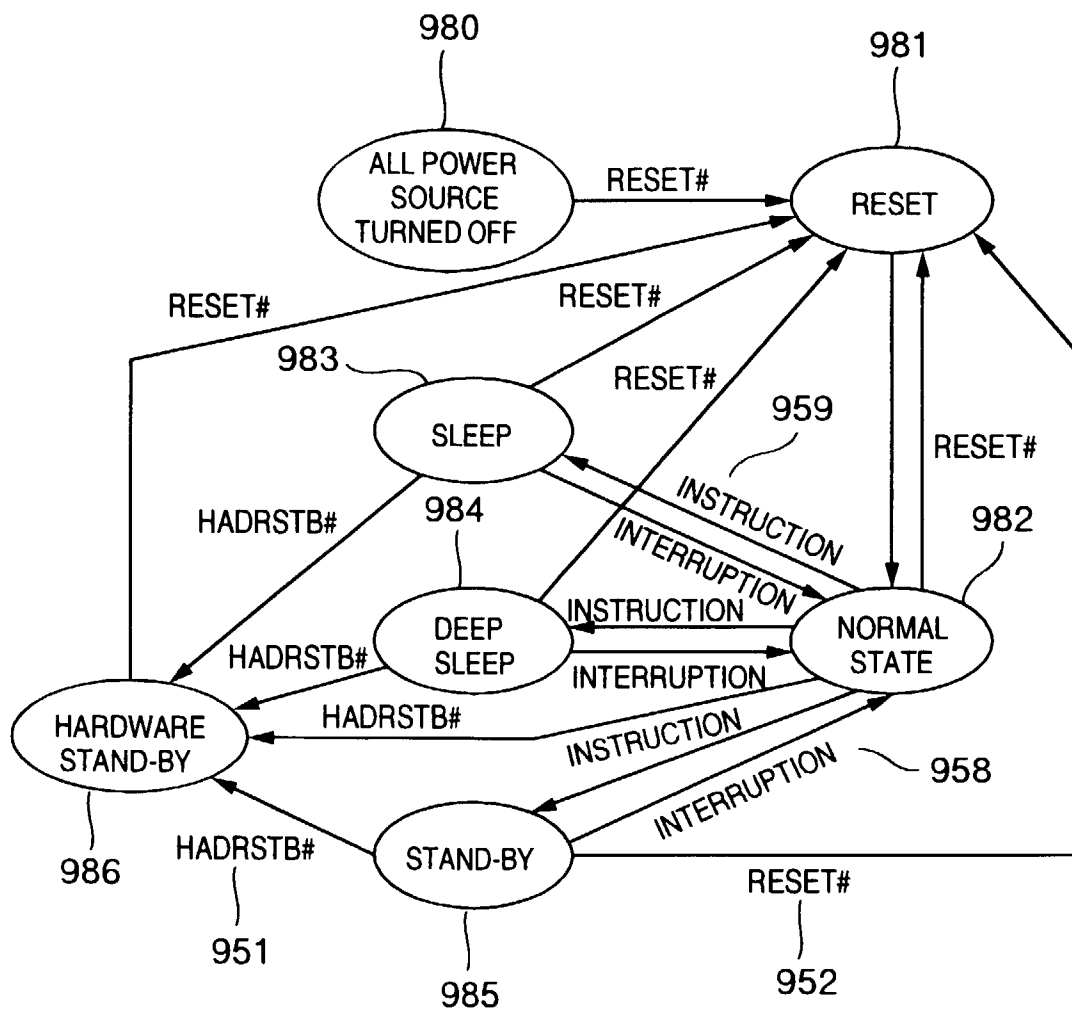 980
981
ALL POWER
SOURCE
TURNED OFF
RESET#
RESET
RESET#
RESET#
983
RESET#
959
SLEEP
RESET#
INSTRUCTION
984
982
HADRSTB#
INTERRUPTION
INSTRUCTION
DEEP
SLEEP
NORMAL
STATE
HADRSTB#
INTERRUPTION
HADRSTB#
HARDWARE
STAND-BY
INSTRUCTION
958
INTERRUPTION
HADRSTB#
STAND-BY
986
RESET#
951
985
952